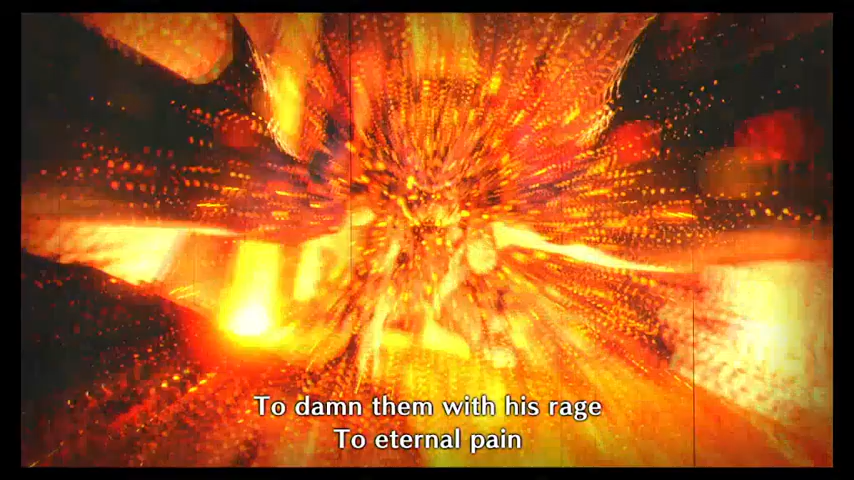 To damn them with his rage
To eternal pain